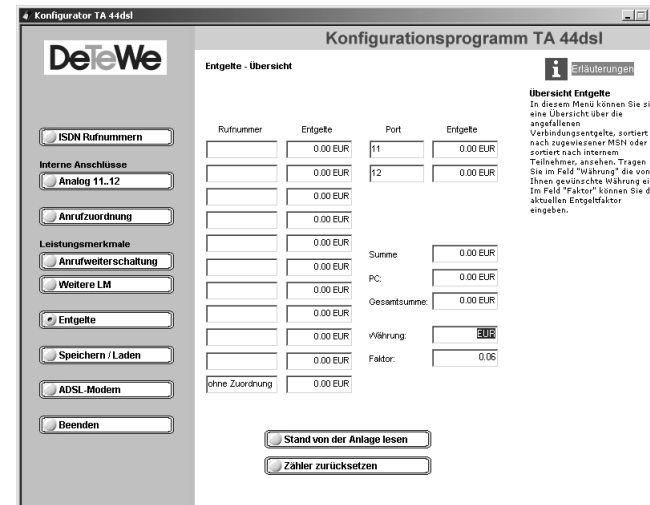 Konfigurator TA 44dsl
DeTeWe
Konfigurationsprogramm TA 44dsl
Entgelte - Übersicht
i Erläuterungen
ISDN Rufnummern
Interne Anschlüsse
Analog 11..12
Anrufzuordnung
Leistungsmerkmale
Anrufweiterschaltung
Weitere LM
Entgelte
Speichern / Laden
ADSL-Modem
Beenden
Rufnummer Entgelte Port Entgelte
0.00 EUR 11 0.00 EUR
0.00 EUR 12 0.00 EUR
0.00 EUR
0.00 EUR
0.00 EUR
0.00 EUR
0.00 EUR
0.00 EUR
0.00 EUR
0.00 EUR
ohne Zuordnung 0.00 EUR
Summe 0.00 EUR
PC: 0.00 EUR
Gesamtsumme: 0.00 EUR
Währung: EUR
Faktor: 0.06
Stand von der Anlage lesen
Zähler zurücksetzen
Übersicht Entgelte
In diesem Menü können Sie si
eine Übersicht über die
angefallenen
Verbindungsentgelte, sortiert
nach zugewiesener MSN oder
sortiert nach internem
Teilnehmer, ansehen. Tragen
Sie im Feld "Währung" die von
Ihnen gewünschte Währung ei
Im Feld "Faktor" können Sie d
aktuellen Entgeltfaktor
eingeben.